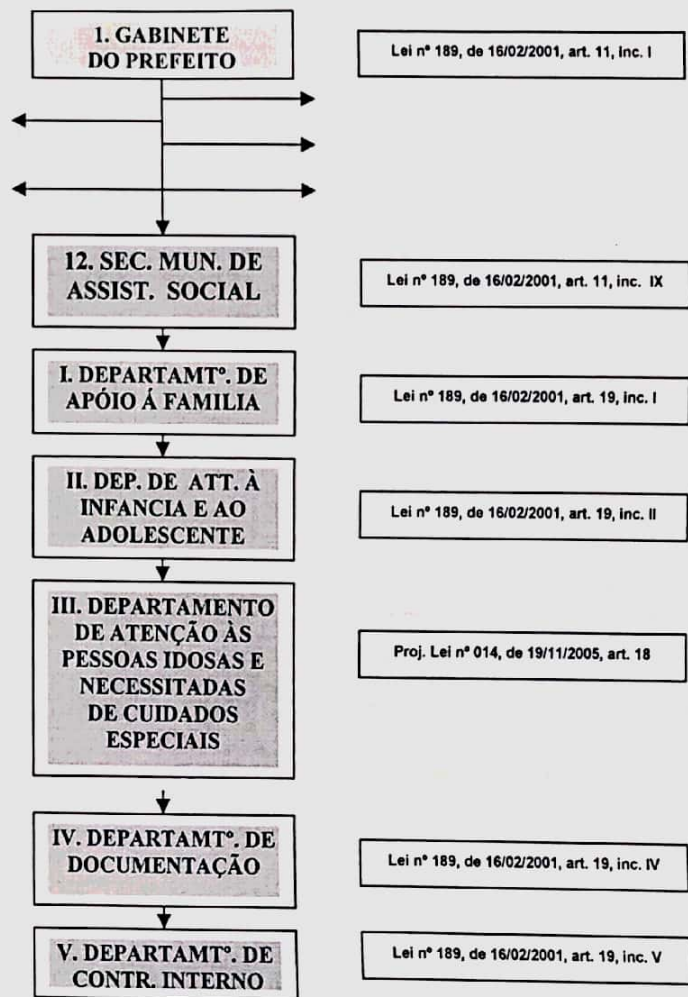 1. GABINETE
DO PREFEITO
Lei nº 189, de 16/02/2001, art. 11, inc. I
12. SEC. MUN. DE
ASSIST. SOCIAL
Lei nº 189, de 16/02/2001, art. 11, inc. IX
I. DEPARTAMTº. DE
APÓIO Á FAMILIA
Lei nº 189, de 16/02/2001, art. 19, inc. I
II. DEP. DE ATT. À
INFANCIA E AO
ADOLESCENTE
Lei nº 189, de 16/02/2001, art. 19, inc. II
III. DEPARTAMENTO
DE ATENÇÃO ÀS
PESSOAS IDOSAS E
NECESSITADAS
DE CUIDADOS
ESPECIAIS
Proj. Lei nº 014, de 19/11/2005, art. 18
IV. DEPARTAMTº. DE
DOCUMENTAÇÃO
Lei nº 189, de 16/02/2001, art. 19, inc. IV
V. DEPARTAMTº. DE
CONTR. INTERNO
Lei nº 189, de 16/02/2001, art. 19, inc. V